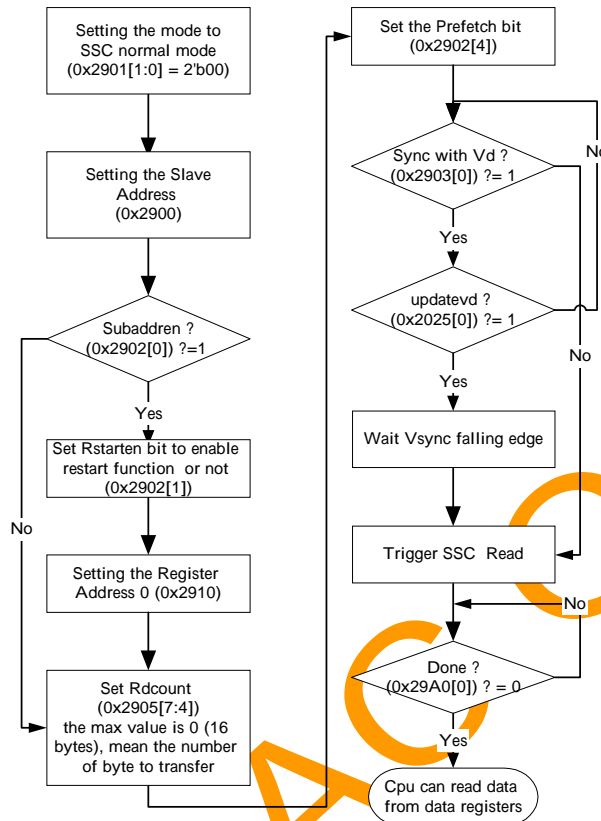 Setting the mode to
SSC normal mode
(0x2901[1:0] = 2'b00)
Setting the Slave
Address
(0x2900)
Subaddren ?
(0x2902[0]) ?=1
Yes
No
Set Rstarten bit to enable
restart function or not
(0x2902[1])
Setting the Register
Address 0 (0x2910)
Set Rdcount
(0x2905[7:4])
the max value is 0 (16
bytes), mean the number
of byte to transfer
Set the Prefetch bit
(0x2902[4])
Sync with Vd ?
(0x2903[0]) ?= 1
No
Yes
updatevd ?
(0x2025[0]) ?= 1
No
Yes
Wait Vsync falling edge
Trigger SSC Read
No
Done ?
(0x29A0[0]) ? = 0
Yes
Cpu can read data
from data registers